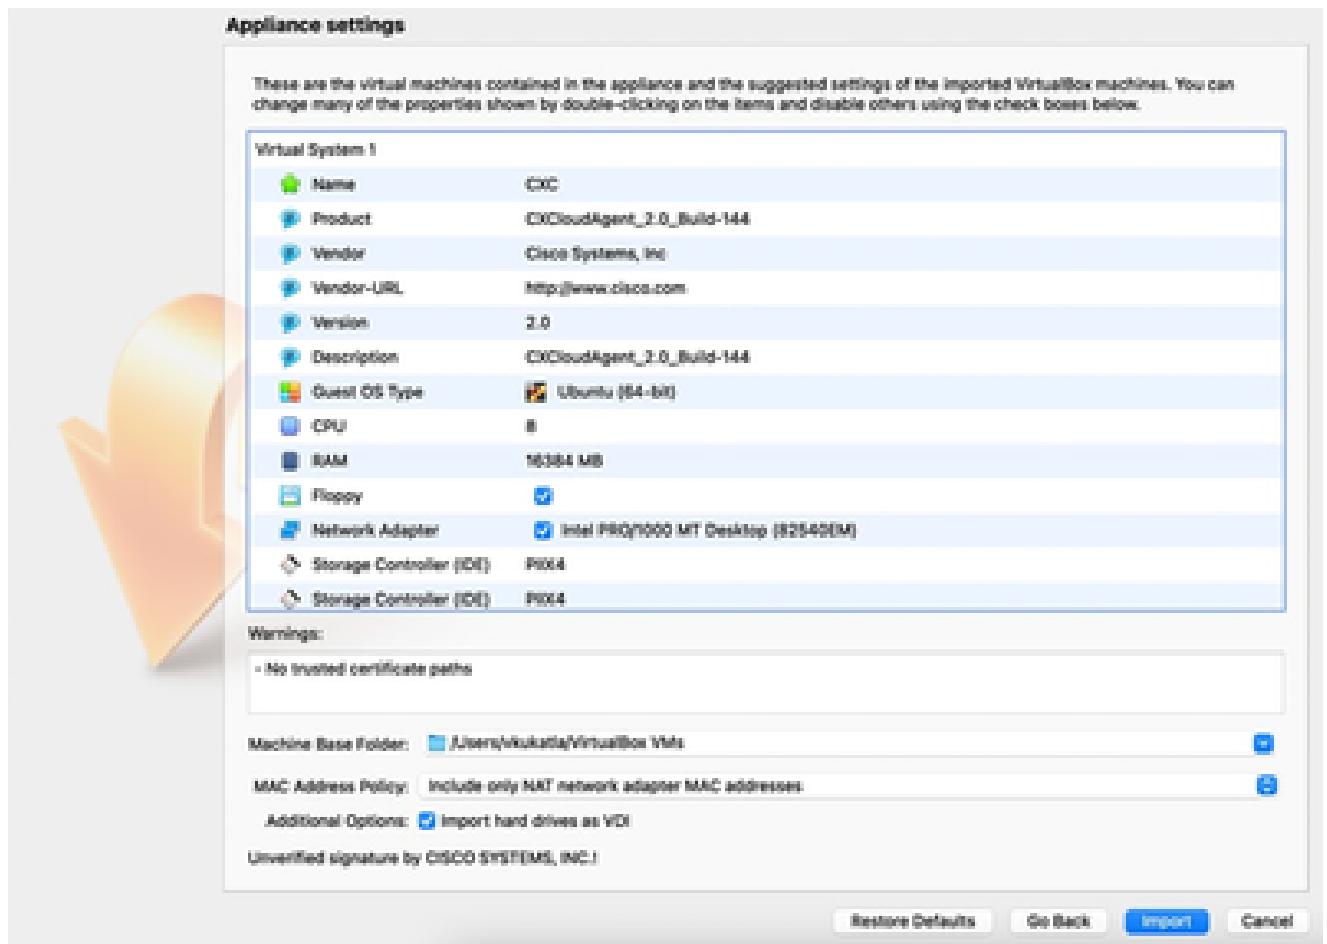 Appliance settings
These are the virtual machines contained in the appliance and the suggested settings of the imported VirtualBox machines. You can
change many of the properties shown by double-clicking on the items and disable others using the check boxes below.
Virtual System 1
Name CXC
Product CXCloudAgent_2.0_Build-144
Vendor Cisco Systems, Inc
Vendor-URL http://www.cisco.com
Version 2.0
Description CXCloudAgent_2.0_Build-144
Guest OS Type Ubuntu (64-bit)
CPU 8
RAM 16384 MB
Floppy
Network Adapter Intel PRO/1000 MT Desktop (82540EM)
Storage Controller (IDE) PIIX4
Storage Controller (IDE) PIIX4
Warnings:
- No trusted certificate paths
Machine Base Folder: /Users/vkukatla/VirtualBox VMs
MAC Address Policy: Include only NAT network adapter MAC addresses
Additional Options: Import hard drives as VDI
Unverified signature by CISCO SYSTEMS, INC.!
Restore Defaults Go Back Import Cancel